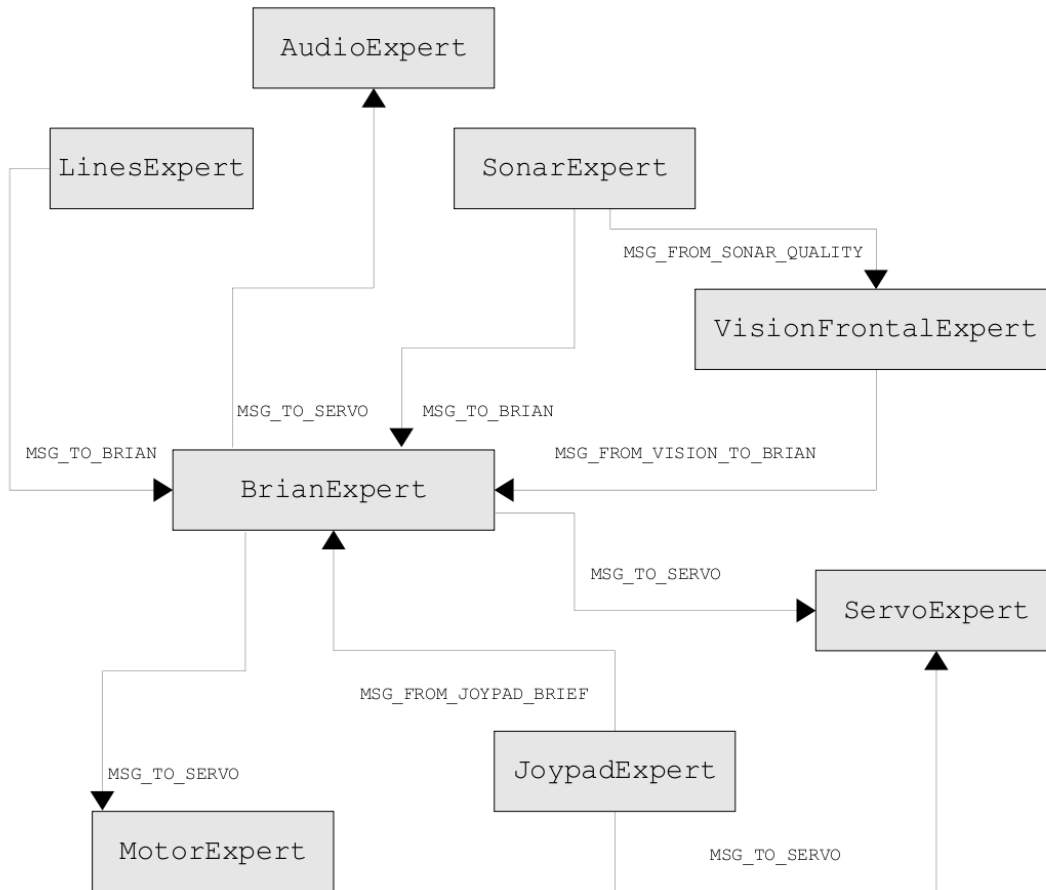 AudioExpert
LinesExpert
SonarExpert
MSG_FROM_SONAR_QUALITY
VisionFrontalExpert
MSG_TO_SERVO
MSG_TO_BRIAN
MSG_TO_BRIAN
MSG_FROM_VISION_TO_BRIAN
BrianExpert
MSG_TO_SERVO
ServoExpert
MSG_FROM_JOYPAD_BRIEF
JoypadExpert
MSG_TO_SERVO
MotorExpert
MSG_TO_SERVO